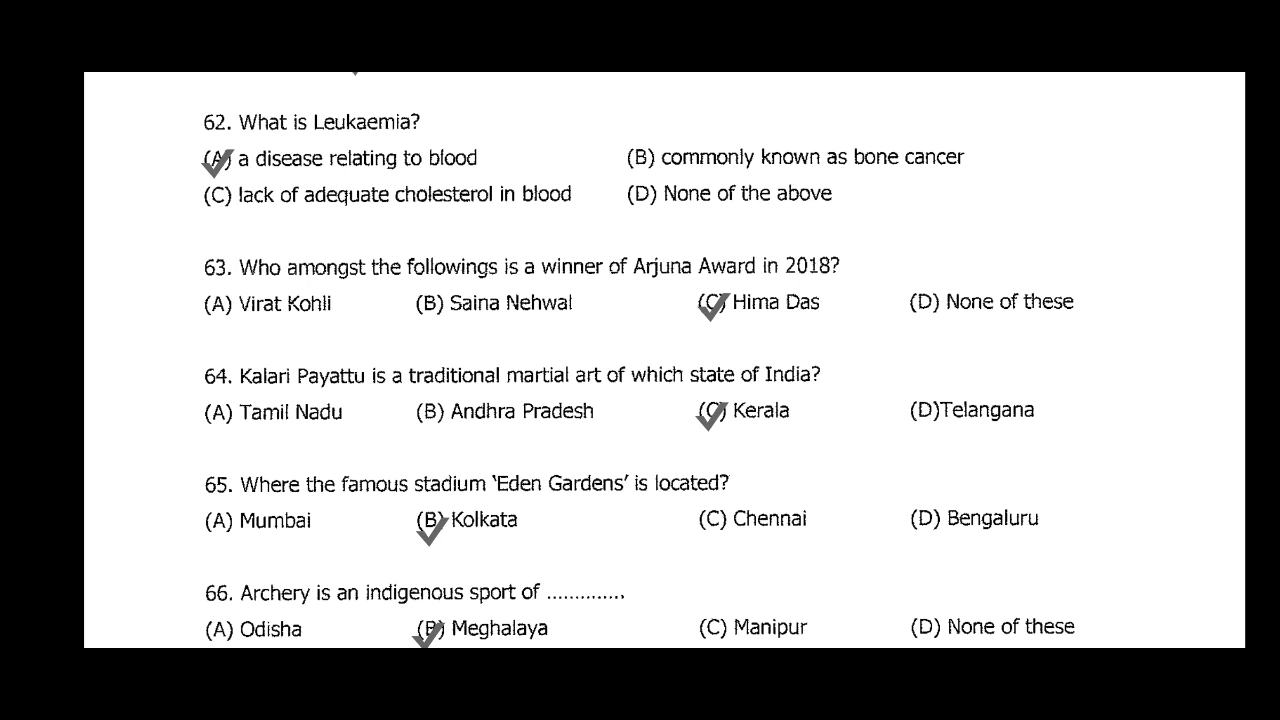 62. What is Leukaemia?
(A) a disease relating to blood (B) commonly known as bone cancer
(C) lack of adequate cholesterol in blood (D) None of the above
63. Who amongst the followings is a winner of Arjuna Award in 2018?
(A) Virat Kohli (B) Saina Nehwal (C) Hima Das (D) None of these
64. Kalari Payattu is a traditional martial art of which state of India?
(A) Tamil Nadu (B) Andhra Pradesh (C) Kerala (D)Telangana
65. Where the famous stadium ‘Eden Gardens’ is located?
(A) Mumbai (B) Kolkata (C) Chennai (D) Bengaluru
66. Archery is an indigenous sport of ..............
(A) Odisha (B) Meghalaya (C) Manipur (D) None of these